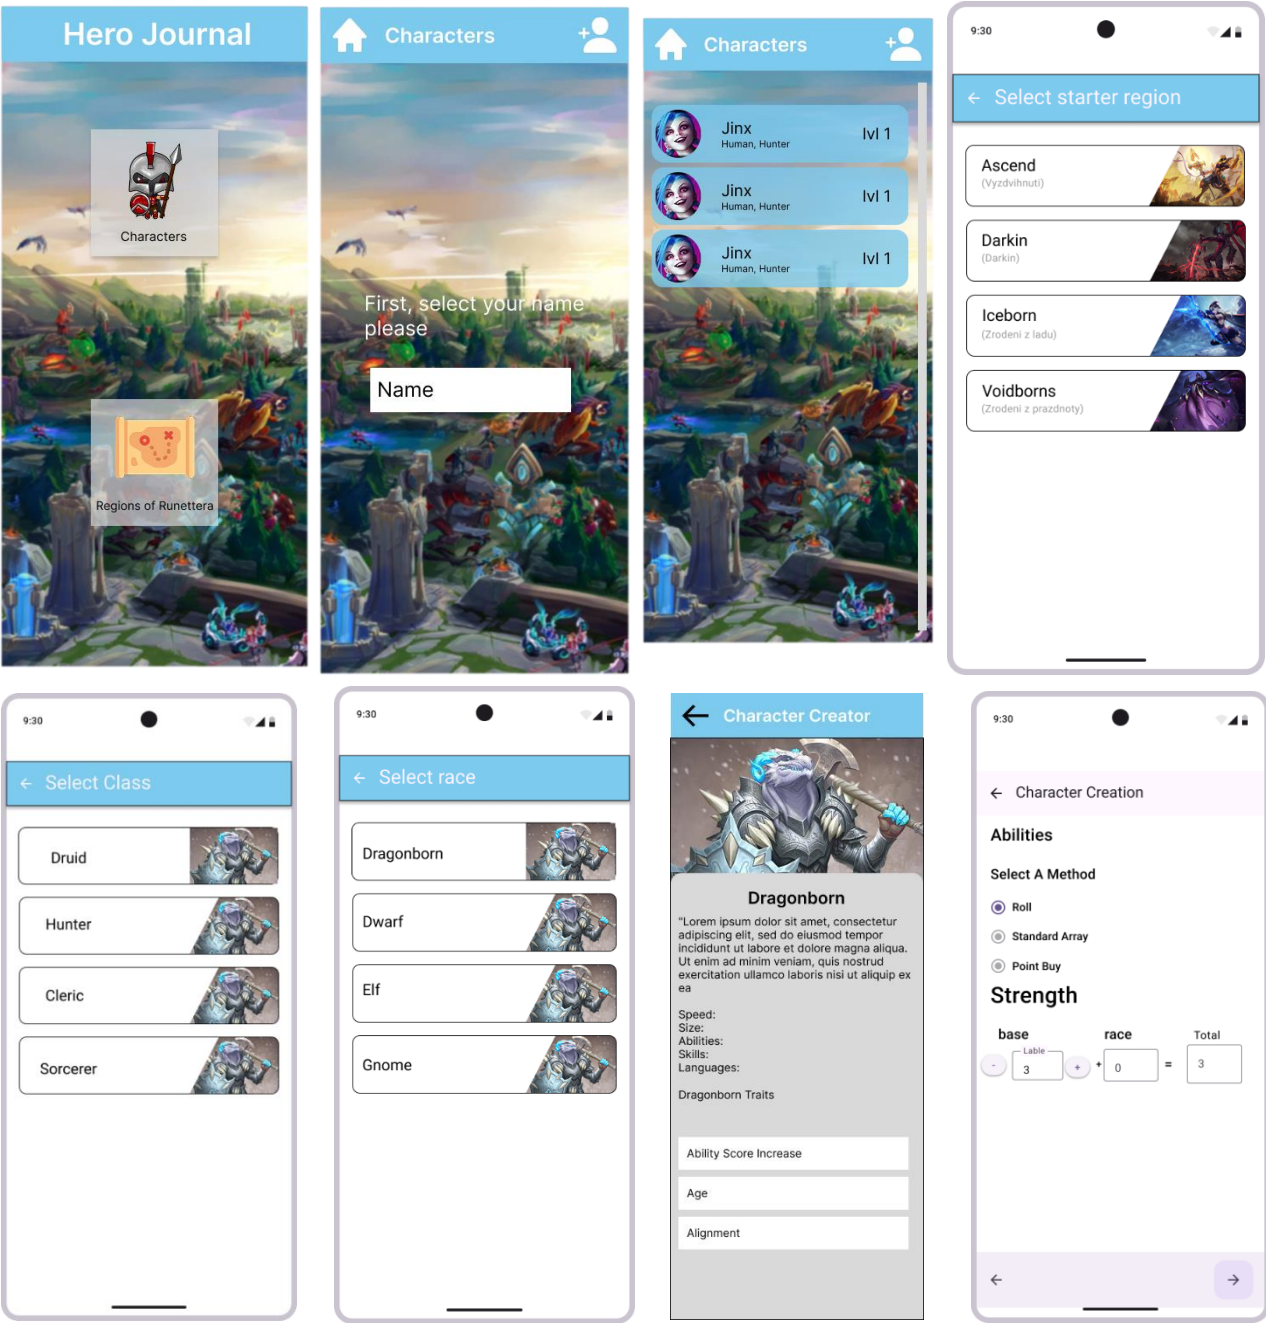 Hero Journal
Characters
Regions of Runettera
Characters
First, select your name
please
Name
Characters
Jinx
Human, Hunter
lvl 1
Jinx
Human, Hunter
lvl 1
Jinx
Human, Hunter
lvl 1
9:30
Select starter region
Ascend
(Vyzdvihnuti)
Darkin
(Darkin)
Iceborn
(Zrodeni z ladu)
Voidborns
(Zrodeni z prazdnoty)
9:30
Select Class
Druid
Hunter
Cleric
Sorcerer
9:30
Select race
Dragonborn
Dwarf
Elf
Gnome
Character Creator
Dragonborn
"Lorem ipsum dolor sit amet, consectetur
adipiscing elit, sed do eiusmod tempor
incididunt ut labore et dolore magna aliqua.
Ut enim ad minim veniam, quis nostrud
exercitation ullamco laboris nisi ut aliquip ex
ea
Speed:
Size:
Abilities:
Skills:
Languages:
Dragonborn Traits
Ability Score Increase
Age
Alignment
9:30
Character Creation
Abilities
Select A Method
Roll
Standard Array
Point Buy
Strength
base race Total
Lable
- 3 + + 0 = 3